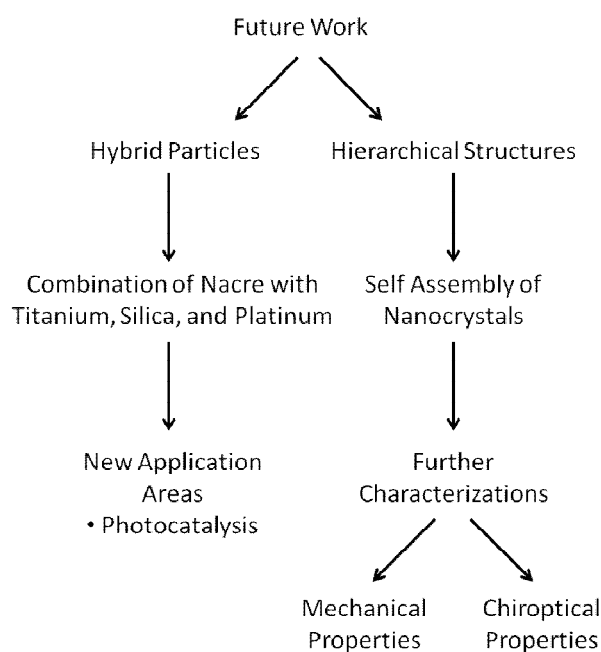 Future Work
Hybrid Particles
Hierarchical Structures
Combination of Nacre with
Titanium, Silica, and Platinum
Self Assembly of
Nanocrystals
New Application
Areas
• Photocatalysis
Further
Characterizations
Mechanical
Properties
Chiroptical
Properties